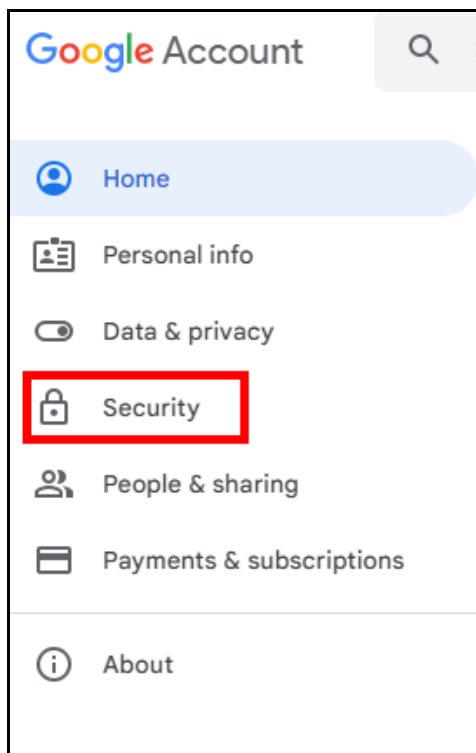 Google Account
Home
Personal info
Data & privacy
Security
People & sharing
Payments & subscriptions
About